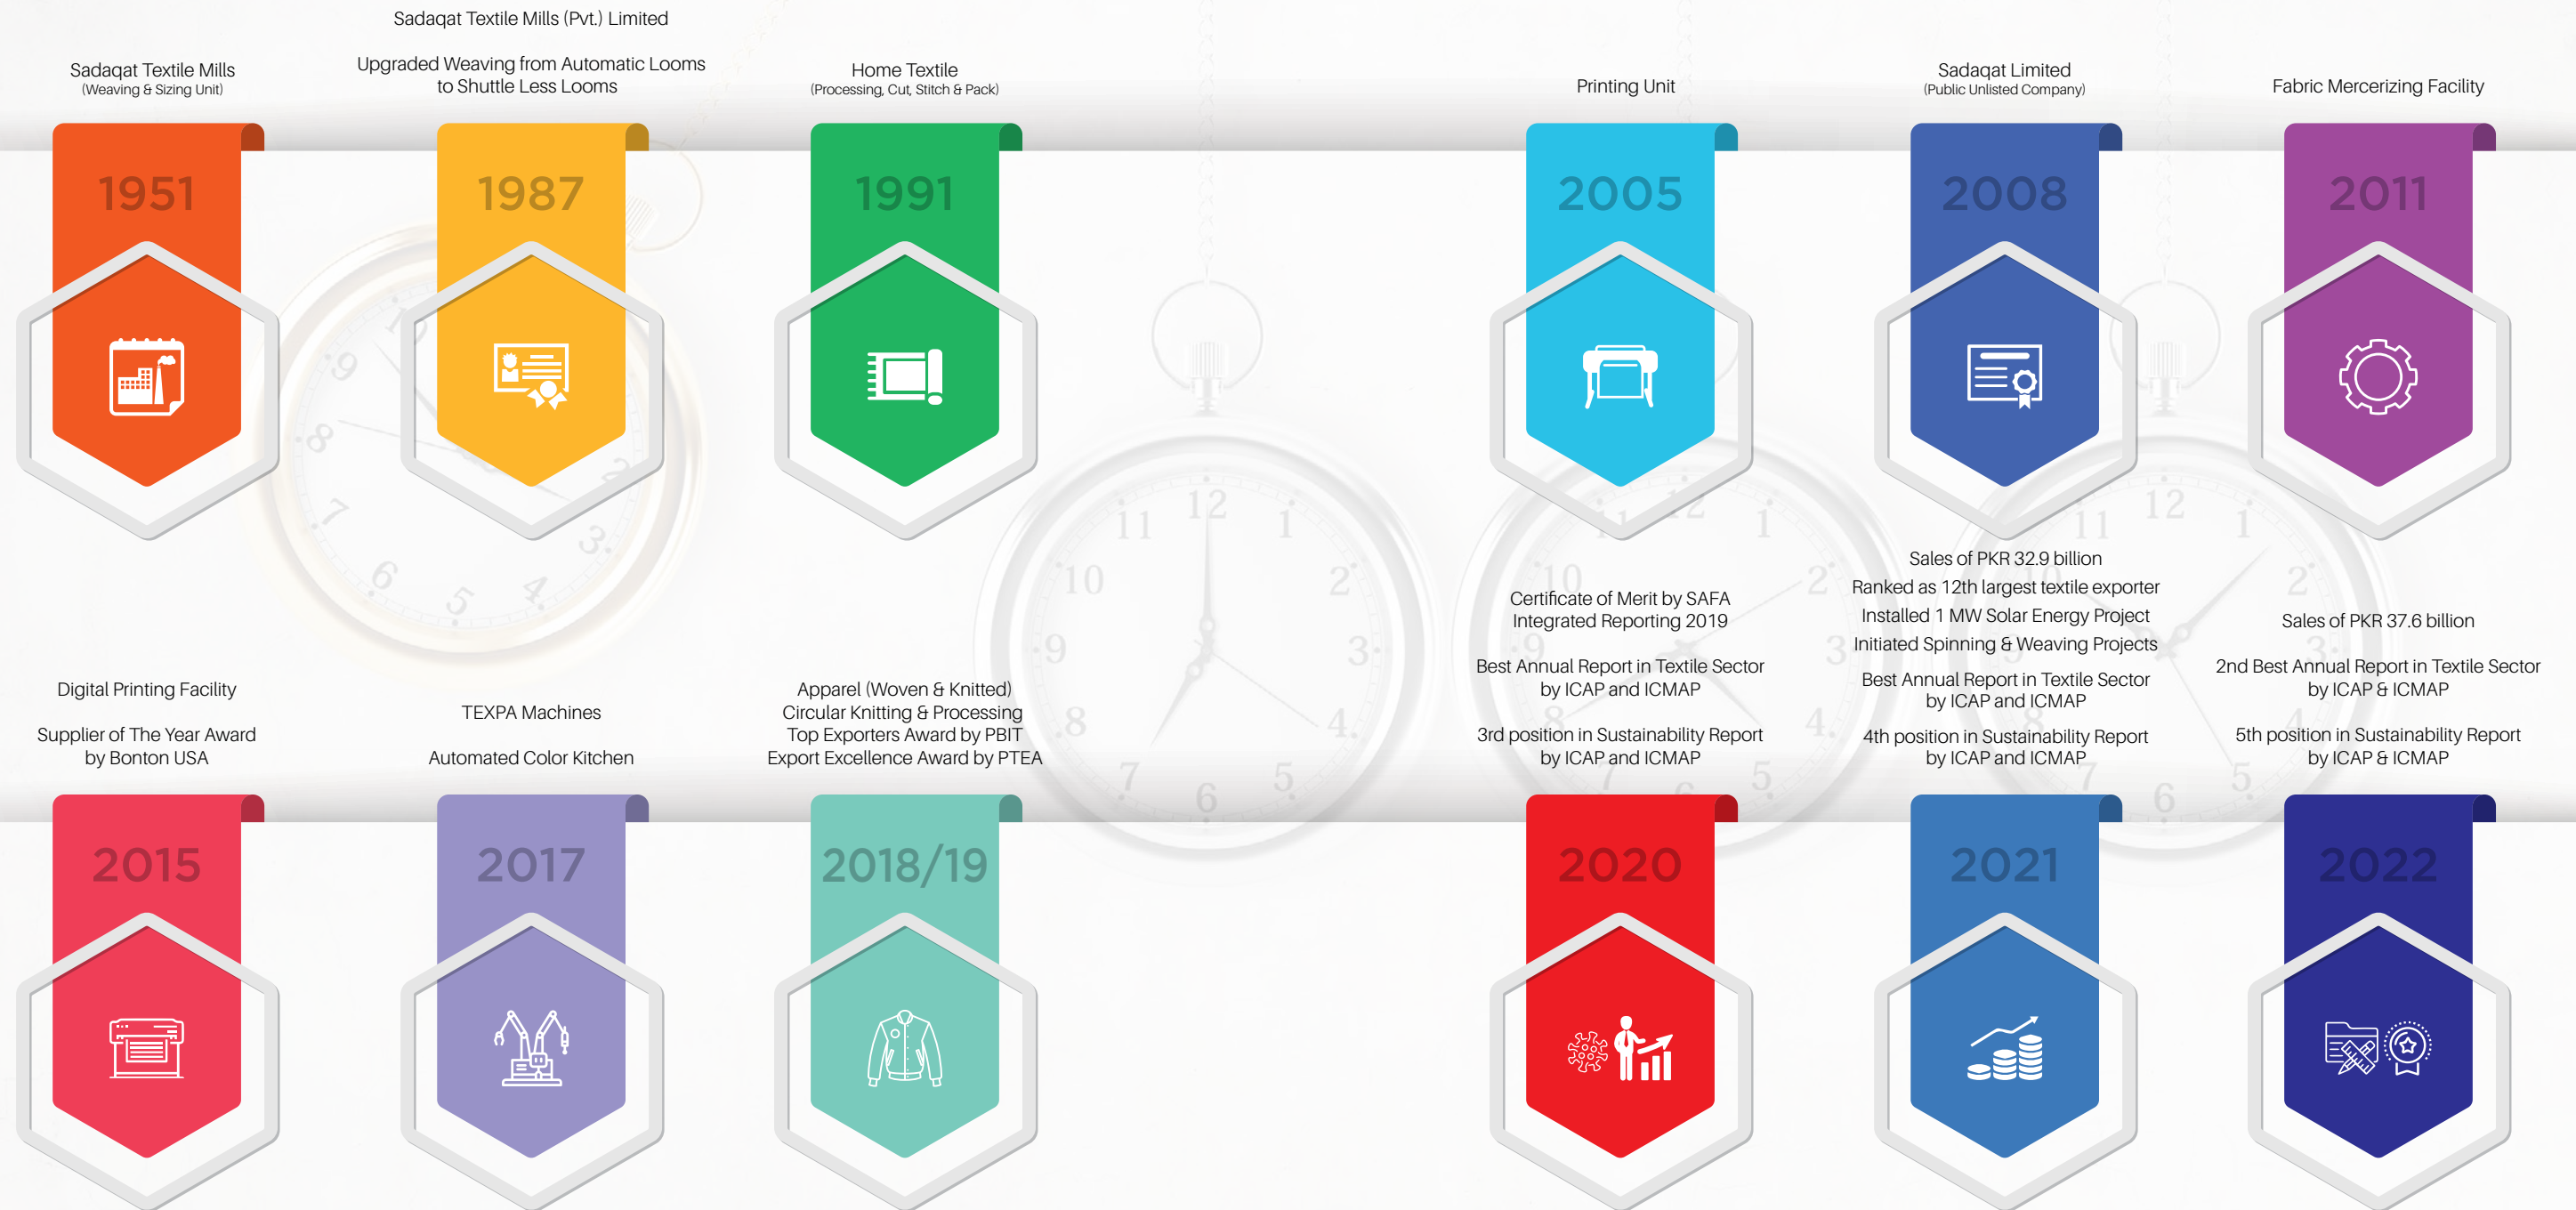 Sadaqat Textile Mills
(Weaving & Sizing Unit)
1951
Sadaqat Textile Mills (Pvt.) Limited
Upgraded Weaving from Automatic Looms
to Shuttle Less Looms
1987
Home Textile
(Processing, Cut, Stitch & Pack)
1991
Printing Unit
2005
Sadaqat Limited
(Public Unlisted Company)
2008
Fabric Mercerizing Facility
2011
Digital Printing Facility
Supplier of The Year Award
by Bonton USA
2015
TEXPA Machines
Automated Color Kitchen
2017
Apparel (Woven & Knitted)
Circular Knitting & Processing
Top Exporters Award by PBIT
Export Excellence Award by PTEA
2018/19
Certificate of Merit by SAFA
Integrated Reporting 2019
Best Annual Report in Textile Sector
by ICAP and ICMAP
3rd position in Sustainability Report
by ICAP and ICMAP
2020
Sales of PKR 32.9 billion
Ranked as 12th largest textile exporter
Installed 1 MW Solar Energy Project
Initiated Spinning & Weaving Projects
Best Annual Report in Textile Sector
by ICAP and ICMAP
4th position in Sustainability Report
by ICAP and ICMAP
2021
Sales of PKR 37.6 billion
2nd Best Annual Report in Textile Sector
by ICAP & ICMAP
5th position in Sustainability Report
by ICAP & ICMAP
2022